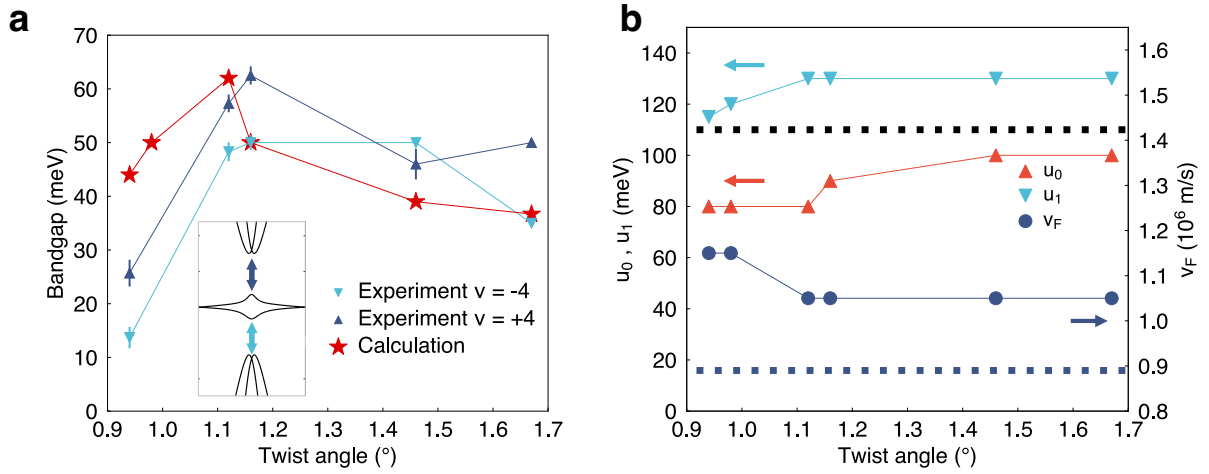 a
Bandgap (meV)
80
70
60
50
40
30
20
10
0
0.9 1.0 1.1 1.2 1.3 1.4 1.5 1.6 1.7
Twist angle (°)
Experiment v = -4
Experiment v = +4
Calculation
b
u0 , u1 (meV)
140
120
100
80
60
40
20
0
0.9 1.0 1.1 1.2 1.3 1.4 1.5 1.6 1.7
Twist angle (°)
u0
u1
vF
1.6
1.5
1.4
1.3
1.2
1.1
1.0
0.9
0.8
vF (10⁶ m/s)